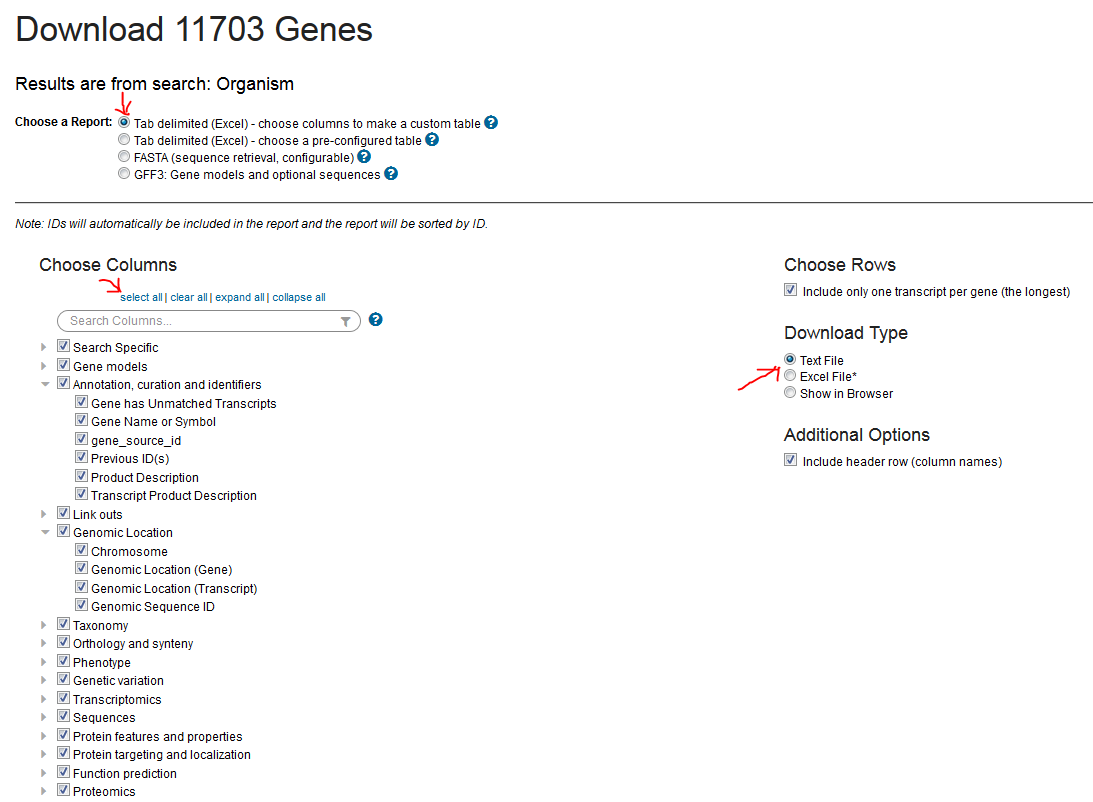 Download 11703 Genes
Results are from search: Organism
Choose a Report: Tab delimited (Excel) - choose columns to make a custom table ?
Tab delimited (Excel) - choose a pre-configured table ?
FASTA (sequence retrieval, configurable) ?
GFF3: Gene models and optional sequences ?
Note: IDs will automatically be included in the report and the report will be sorted by ID.
Choose Columns
select all | clear all | expand all | collapse all
Search Columns... ?
Search Specific
Gene models
Annotation, curation and identifiers
Gene has Unmatched Transcripts
Gene Name or Symbol
gene_source_id
Previous ID(s)
Product Description
Transcript Product Description
Link outs
Genomic Location
Chromosome
Genomic Location (Gene)
Genomic Location (Transcript)
Genomic Sequence ID
Taxonomy
Orthology and synteny
Phenotype
Genetic variation
Transcriptomics
Sequences
Protein features and properties
Protein targeting and localization
Function prediction
Proteomics
Choose Rows
Include only one transcript per gene (the longest)
Download Type
Text File
Excel File*
Show in Browser
Additional Options
Include header row (column names)